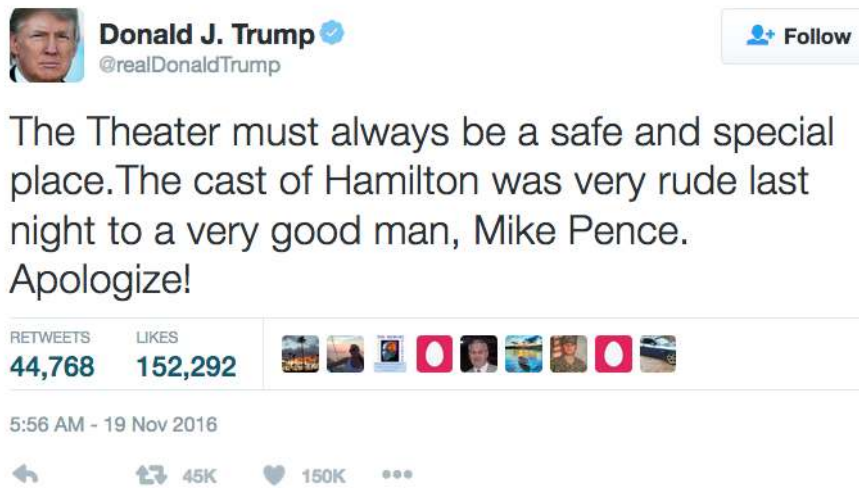 Donald J. Trump
@realDonaldTrump
Follow
The Theater must always be a safe and special
place.The cast of Hamilton was very rude last
night to a very good man, Mike Pence.
Apologize!
RETWEETS LIKES
44,768 152,292
5:56 AM - 19 Nov 2016
45K 150K